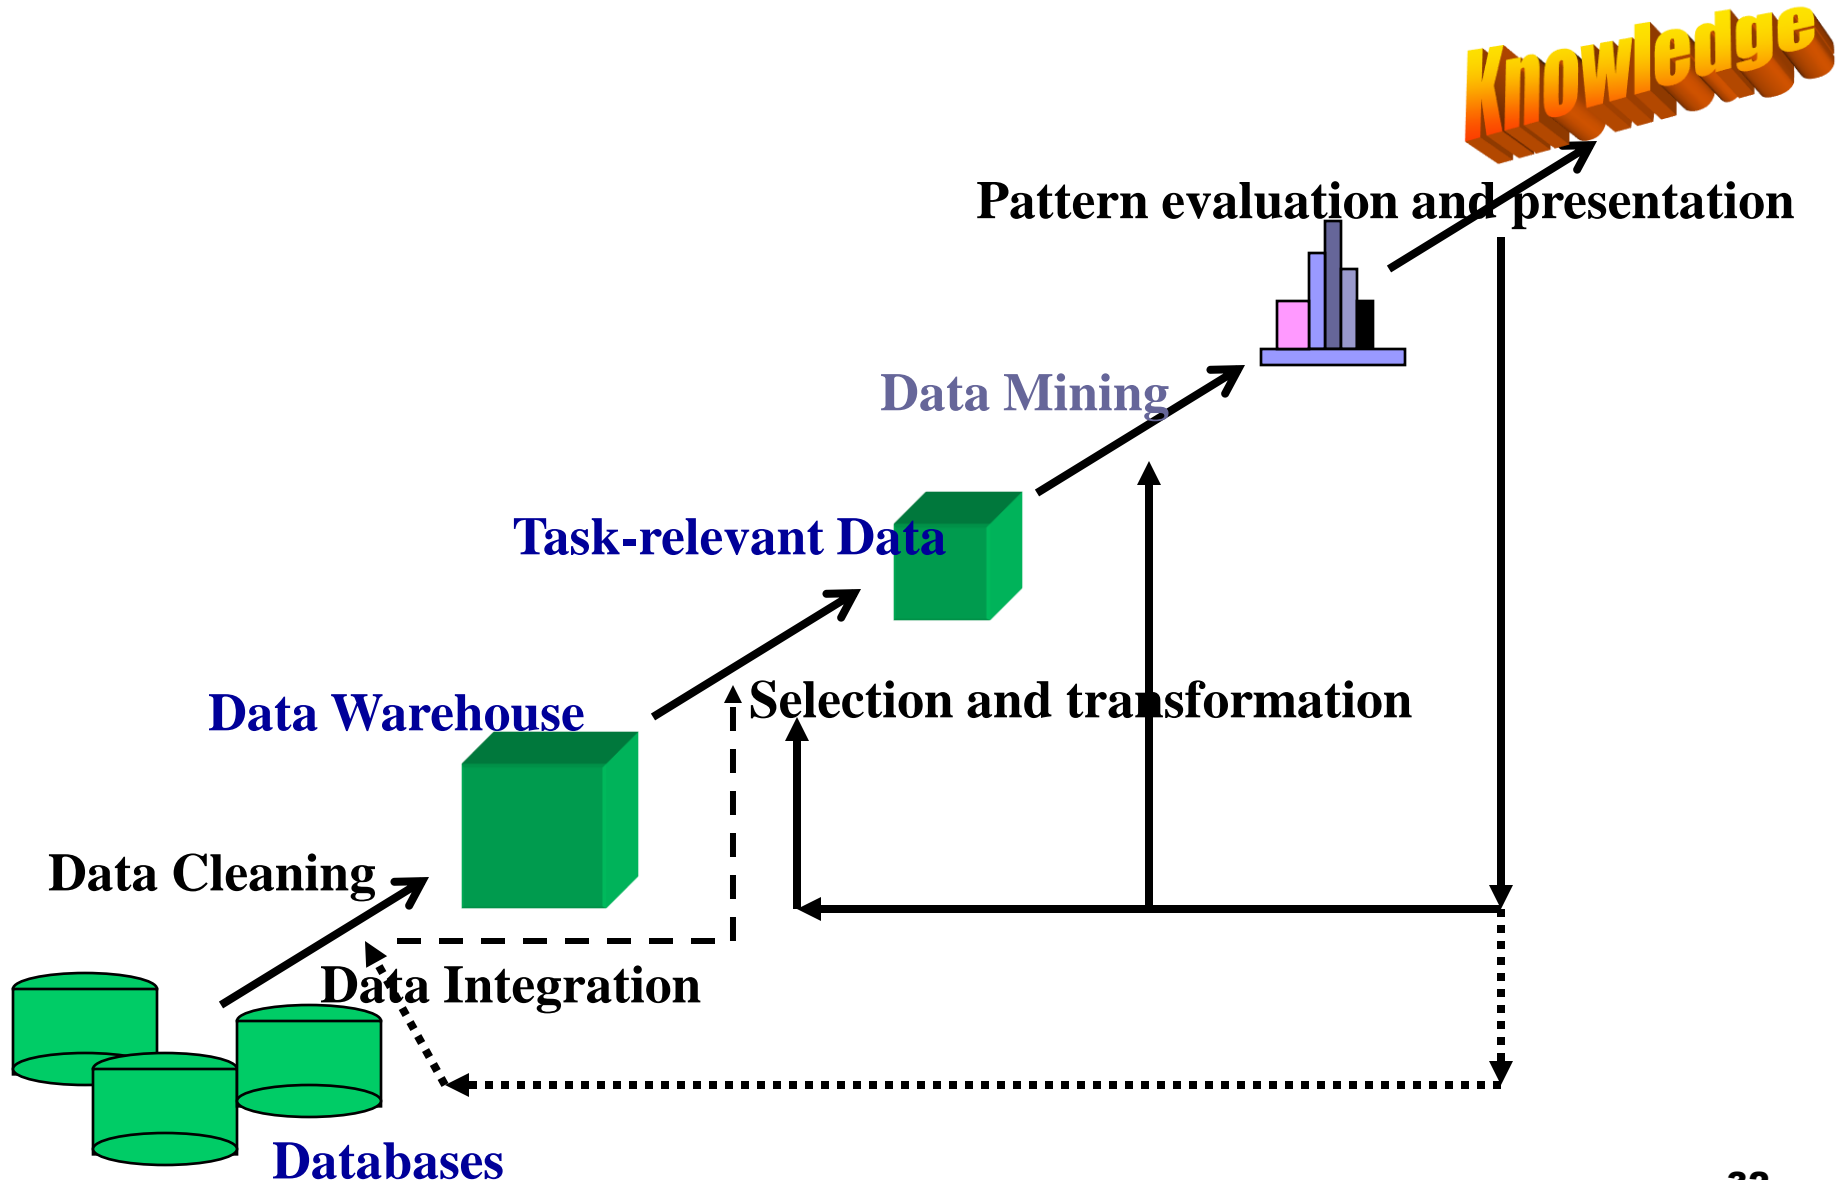 Knowledge
Pattern evaluation and presentation
Data Mining
Task-relevant Data
Selection and transformation
Data Warehouse
Data Cleaning
Data Integration
Databases